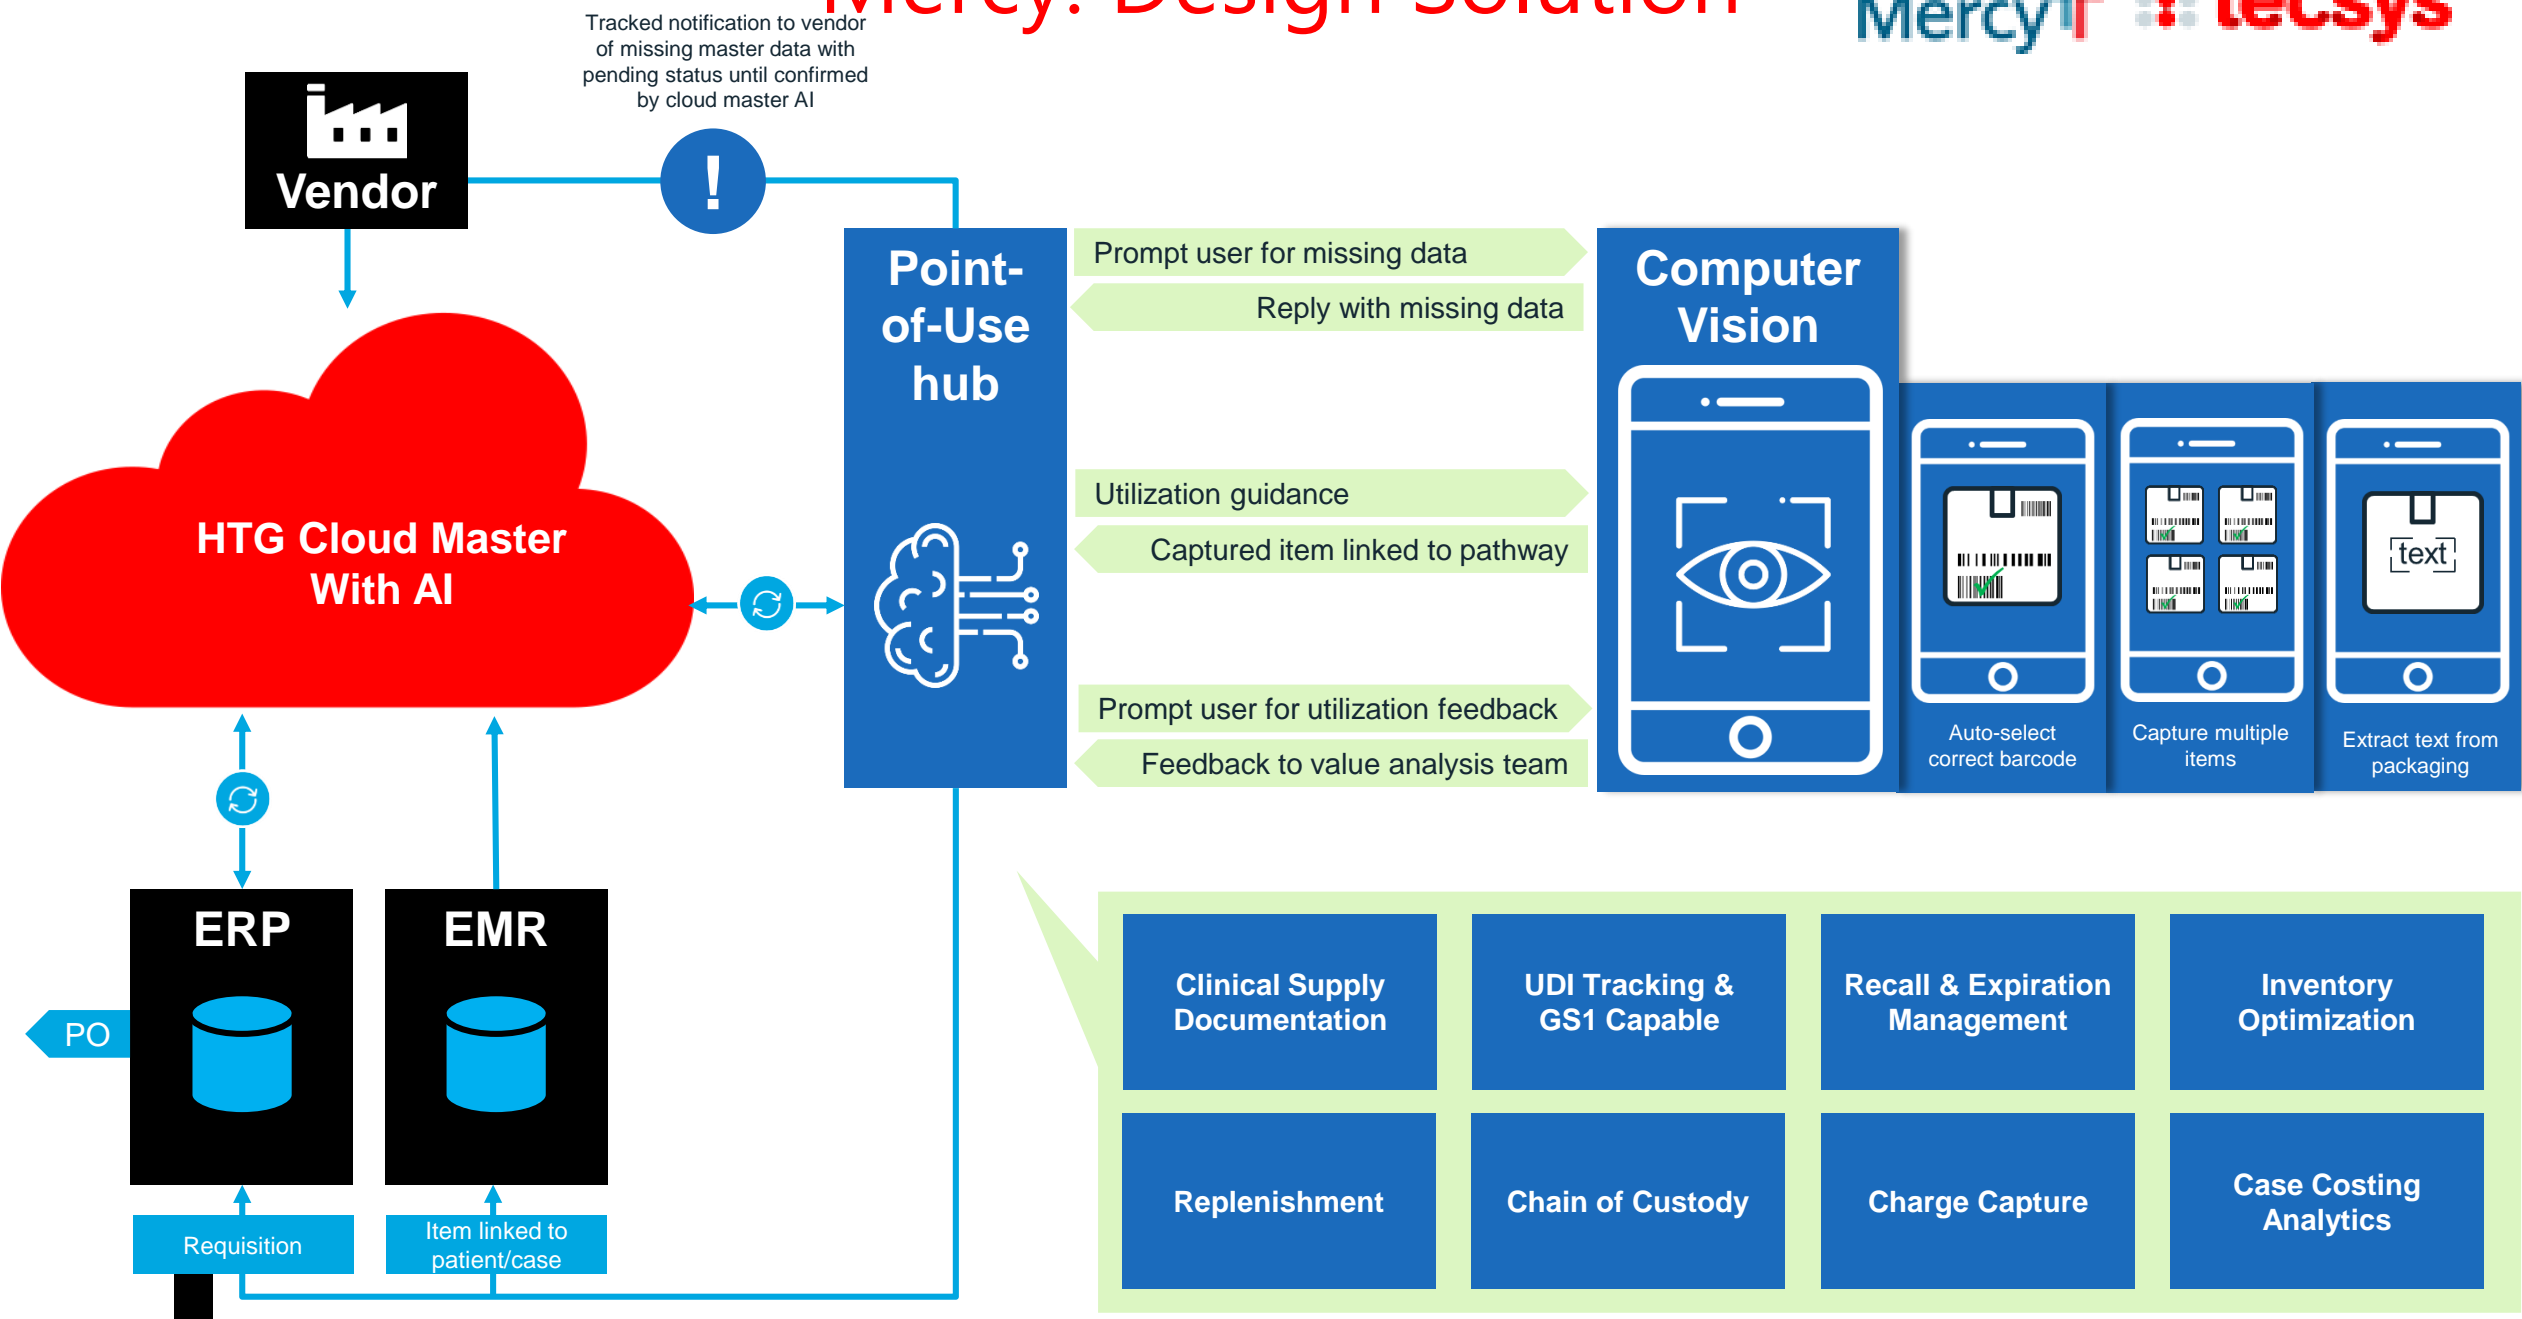 Mercy: Design Solution
Mercy
tecsys
Tracked notification to vendor
of missing master data with
pending status until confirmed
by cloud master AI
Vendor
!
Point-
of-Use
hub
Prompt user for missing data
Reply with missing data
Utilization guidance
Captured item linked to pathway
Prompt user for utilization feedback
Feedback to value analysis team
Computer
Vision
text
Auto-select
correct barcode
Capture multiple
items
Extract text from
packaging
HTG Cloud Master
With AI
ERP
EMR
PO
Requisition
Item linked to
patient/case
Clinical Supply
Documentation
UDI Tracking &
GS1 Capable
Recall & Expiration
Management
Inventory
Optimization
Replenishment
Chain of Custody
Charge Capture
Case Costing
Analytics